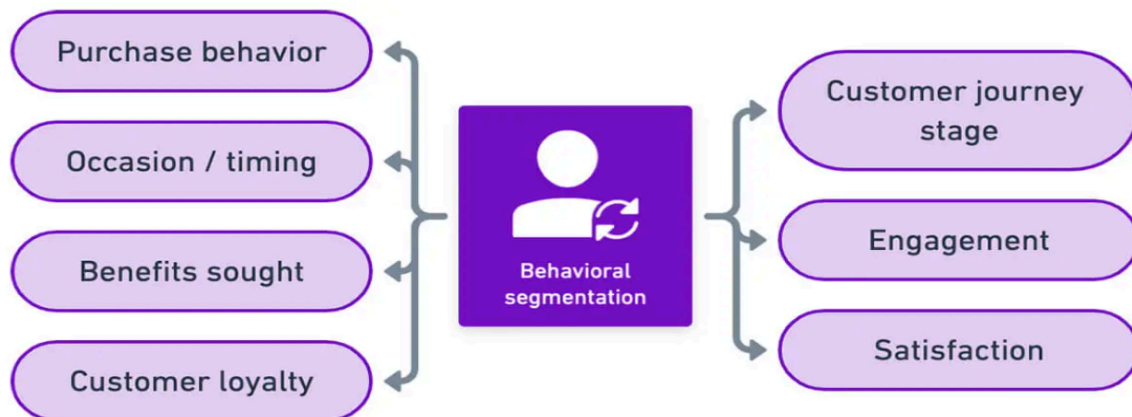 Purchase behavior
Occasion / timing
Benefits sought
Customer loyalty
Behavioral
segmentation
Customer journey
stage
Engagement
Satisfaction